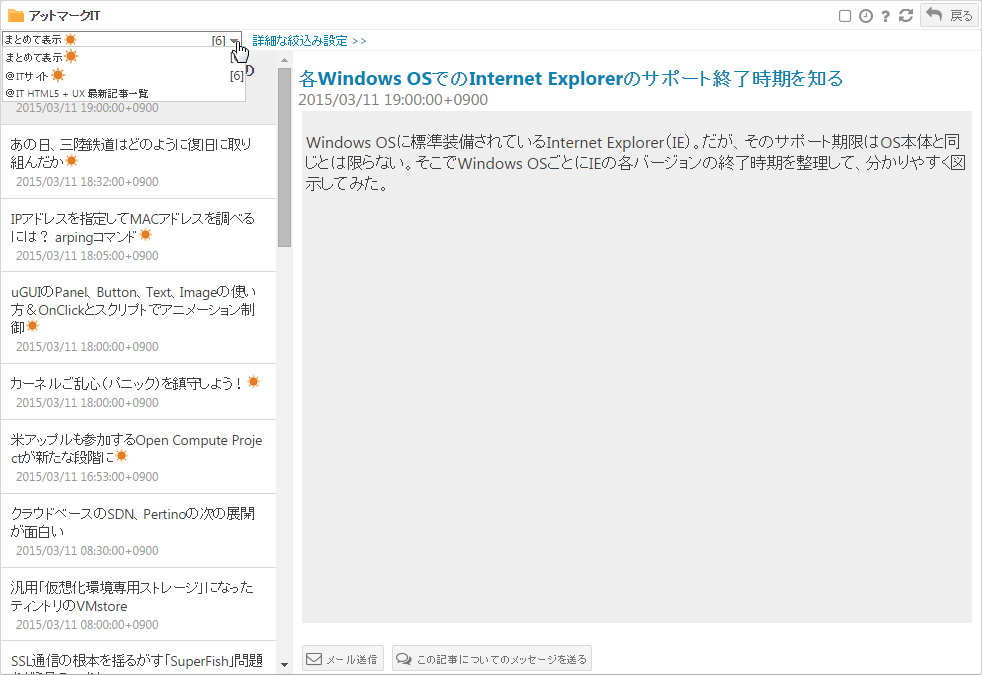 アットマークIT
? 戻る
まとめて表示 [6] 詳細な絞込み設定 >>
まとめて表示
@ITサイト [6]
@IT HTML5 + UX 最新記事一覧
2015/03/11 19:00:00+0900
あの日、三陸鉄道はどのように復旧に取り
組んだか
2015/03/11 18:32:00+0900
IPアドレスを指定してMACアドレスを調べる
には？ arpingコマンド
2015/03/11 18:05:00+0900
uGUIのPanel、Button、Text、Imageの使い
方＆OnClickとスクリプトでアニメーション制
御
2015/03/11 18:00:00+0900
カーネルご乱心（パニック）を鎮守しよう！
2015/03/11 18:00:00+0900
米アップルも参加するOpen Compute Proje
ctが新たな段階に
2015/03/11 16:53:00+0900
クラウドベースのSDN、Pertinoの次の展開
が面白い
2015/03/11 08:30:00+0900
汎用「仮想化環境専用ストレージ」になった
ティントリのVMstore
2015/03/11 08:00:00+0900
SSL通信の根本を揺るがす「SuperFish」問題
各Windows OSでのInternet Explorerのサポート終了時期を知る
2015/03/11 19:00:00+0900
Windows OSに標準装備されているInternet Explorer（IE）。だが、そのサポート期限はOS本体と同
じとは限らない。そこでWindows OSごとにIEの各バージョンの終了時期を整理して、分かりやすく図
示してみた。
メール送信 この記事についてのメッセージを送る